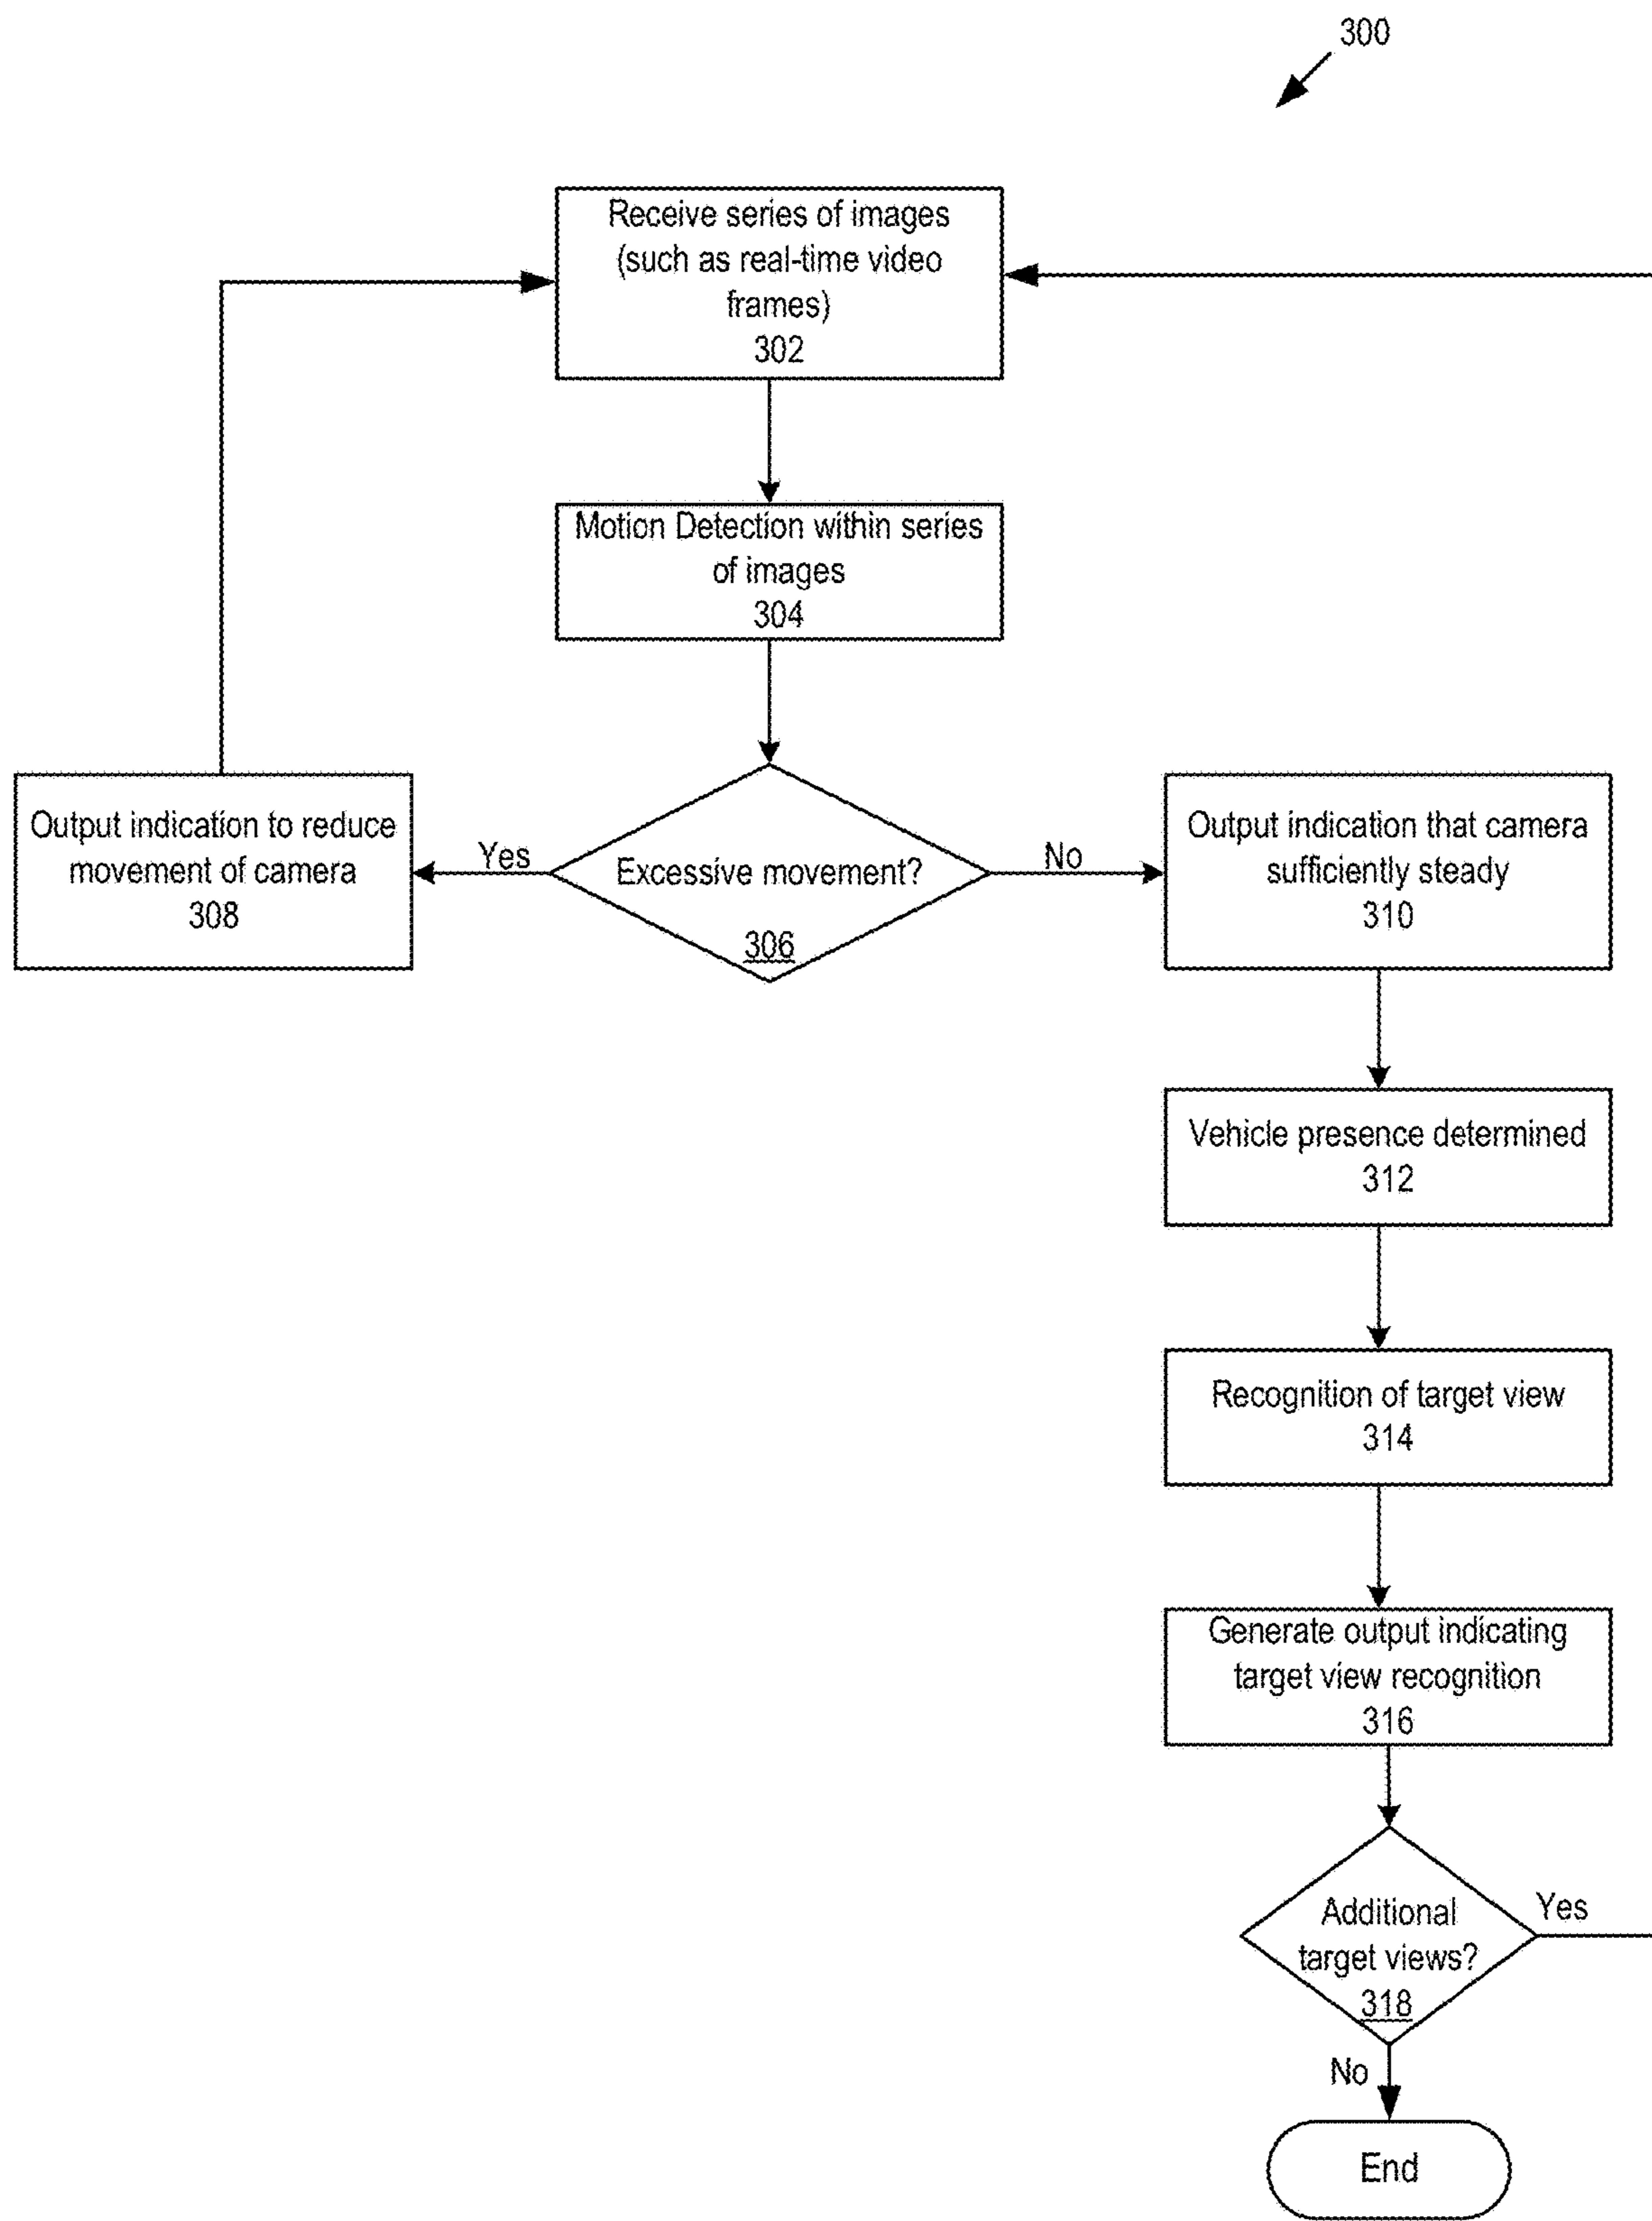 300
Receive series of images
(such as real-time video
frames)
302
Motion Detection within series
of images
304
Excessive movement?
306
Yes
No
Output indication to reduce
movement of camera
308
Output indication that camera
sufficiently steady
310
Vehicle presence determined
312
Recognition of target view
314
Generate output indicating
target view recognition
316
Additional
target views?
318
Yes
No
End